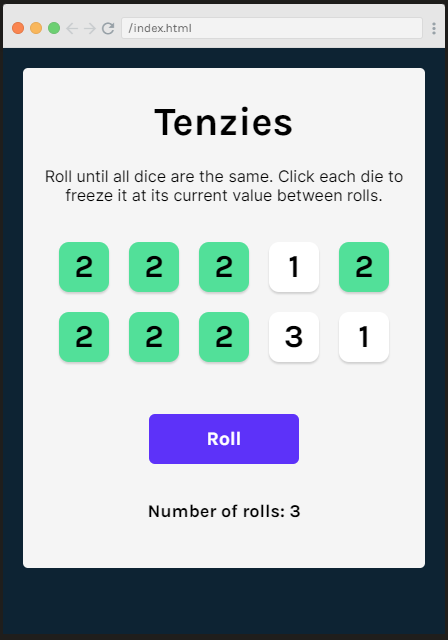 /index.html
Tenzies
Roll until all dice are the same. Click each die to
freeze it at its current value between rolls.
2 2 2 1 2
2 2 2 3 1
Roll
Number of rolls: 3